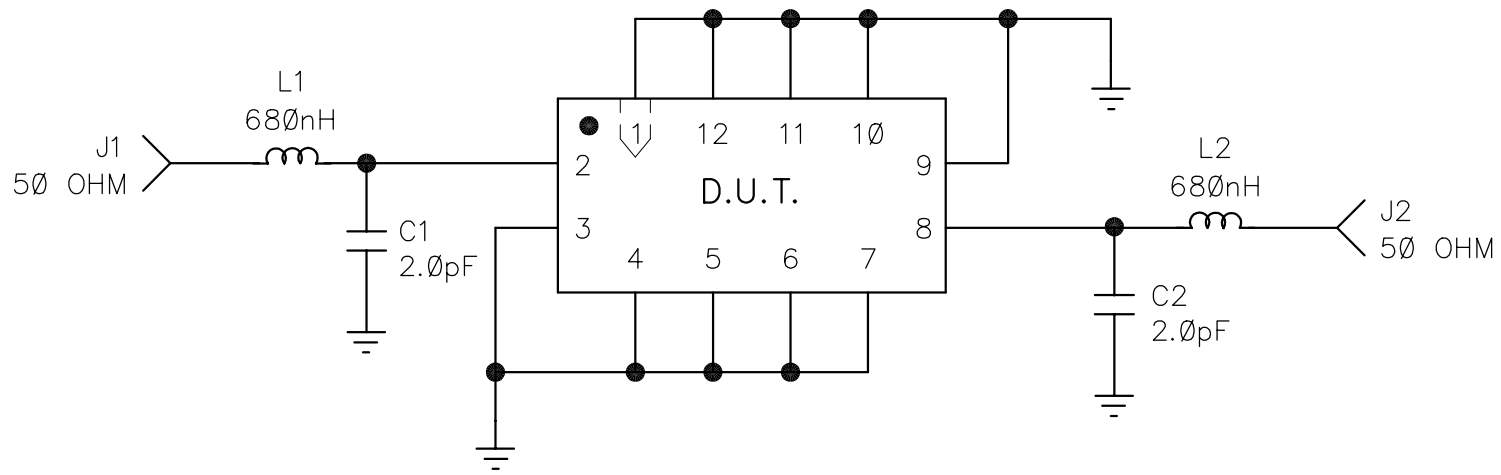 L1
68ØnH
J1
5Ø OHM
C1
2.ØpF
1
12
11
1Ø
2
3
9
8
D.U.T.
4
5
6
7
L2
68ØnH
J2
5Ø OHM
C2
2.ØpF